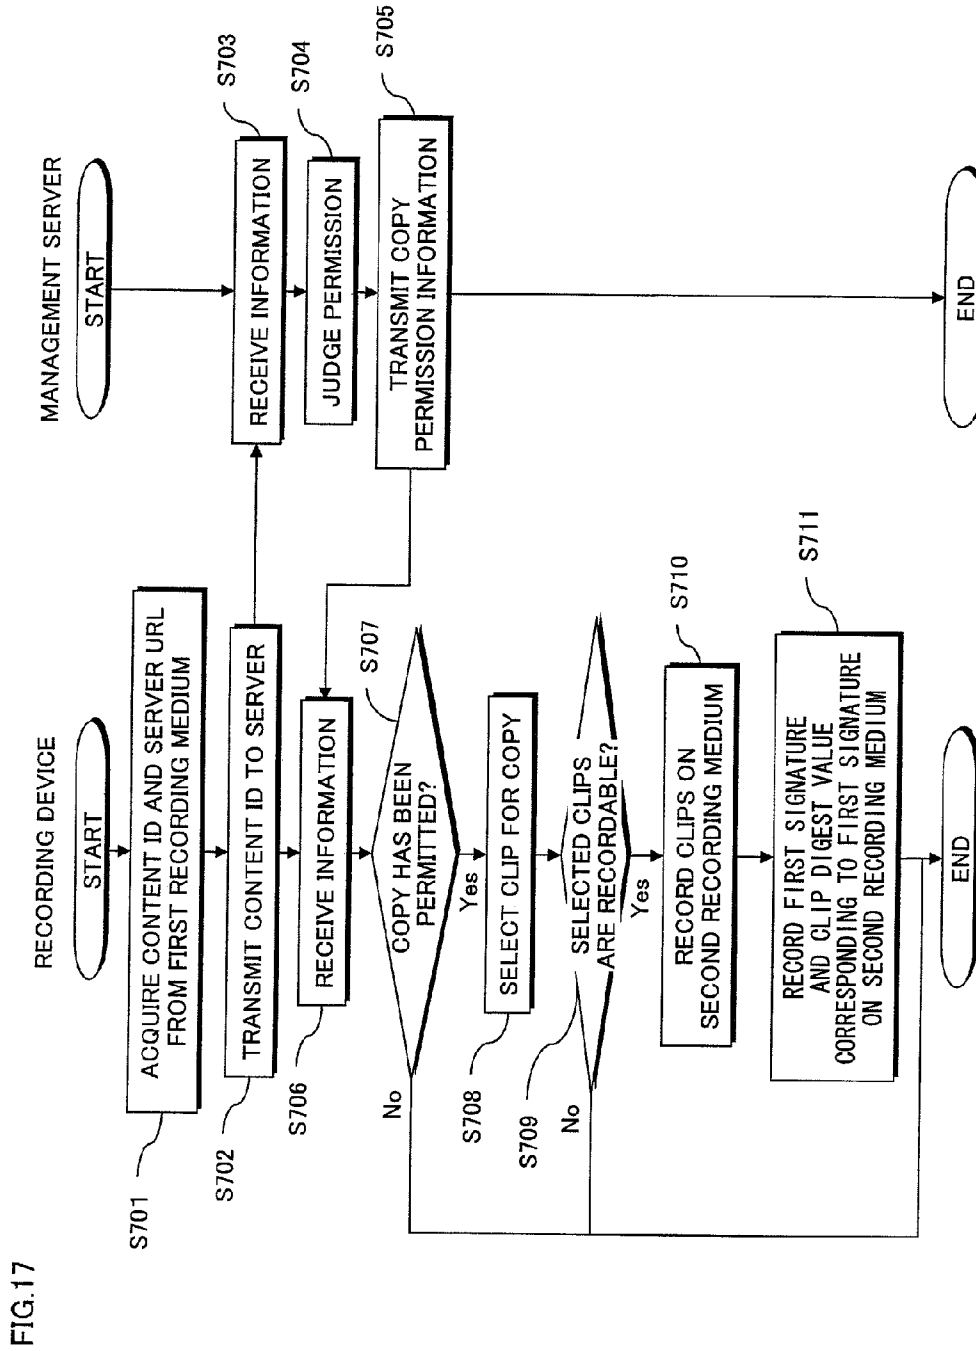 FIG.17
RECORDING DEVICE
MANAGEMENT SERVER
START
START
ACQUIRE CONTENT ID AND SERVER URL
FROM FIRST RECORDING MEDIUM
S701
TRANSMIT CONTENT ID TO SERVER
S702
RECEIVE INFORMATION
S703
JUDGE PERMISSION
S704
TRANSMIT COPY
PERMISSION INFORMATION
S705
RECEIVE INFORMATION
S706
COPY HAS BEEN
PERMITTED?
S707
No
Yes
SELECT CLIP FOR COPY
S708
SELECTED CLIPS
ARE RECORDABLE?
S709
No
Yes
RECORD CLIPS ON
SECOND RECORDING MEDIUM
S710
RECORD FIRST SIGNATURE
AND CLIP DIGEST VALUE
CORRESPONDING TO FIRST SIGNATURE
ON SECOND RECORDING MEDIUM
S711
END
END